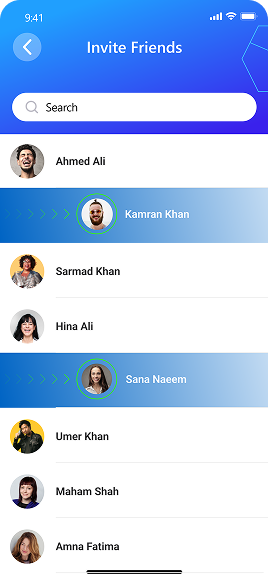 9:41
Invite Friends
Search
Ahmed Ali
Kamran Khan
Sarmad Khan
Hina Ali
Sana Naeem
Umer Khan
Maham Shah
Amna Fatima